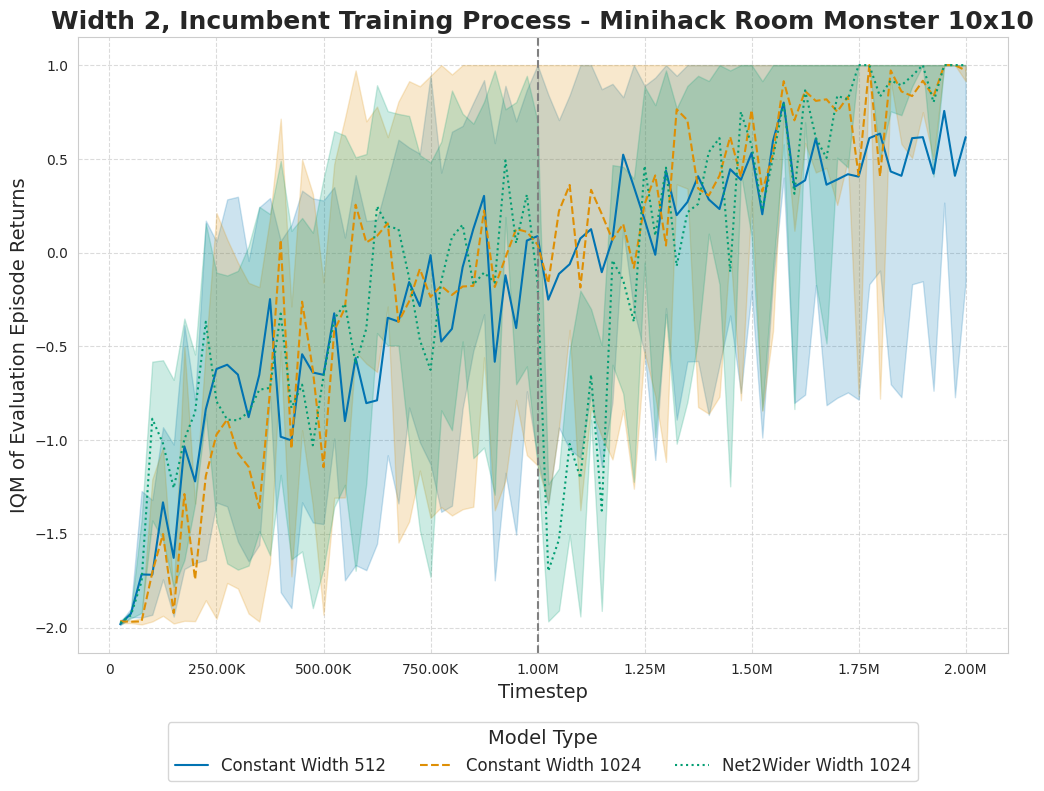 Width 2, Incumbent Training Process - Minihack Room Monster 10x10
IQM of Evaluation Episode Returns
1.0
0.5
0.0
−0.5
−1.0
−1.5
−2.0
0 250.00K 500.00K 750.00K 1.00M 1.25M 1.50M 1.75M 2.00M
Timestep
Model Type
Constant Width 512 Constant Width 1024 Net2Wider Width 1024